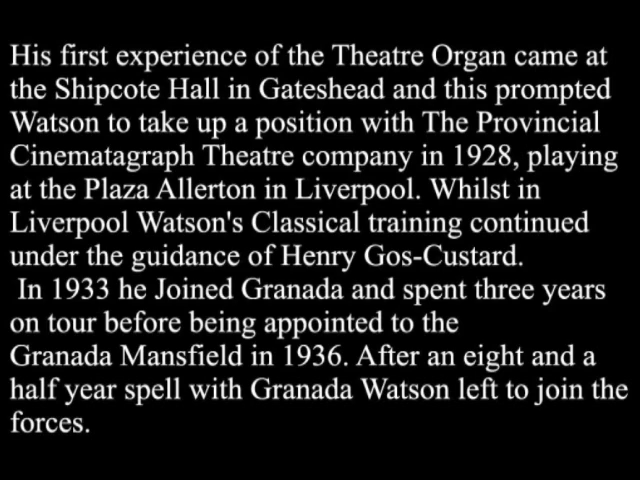 His first experience of the Theatre Organ came at
the Shipcote Hall in Gateshead and this prompted
Watson to take up a position with The Provincial
Cinematagraph Theatre company in 1928, playing
at the Plaza Allerton in Liverpool. Whilst in
Liverpool Watson's Classical training continued
under the guidance of Henry Gos-Custard.
In 1933 he Joined Granada and spent three years
on tour before being appointed to the
Granada Mansfield in 1936. After an eight and a
half year spell with Granada Watson left to join the
forces.